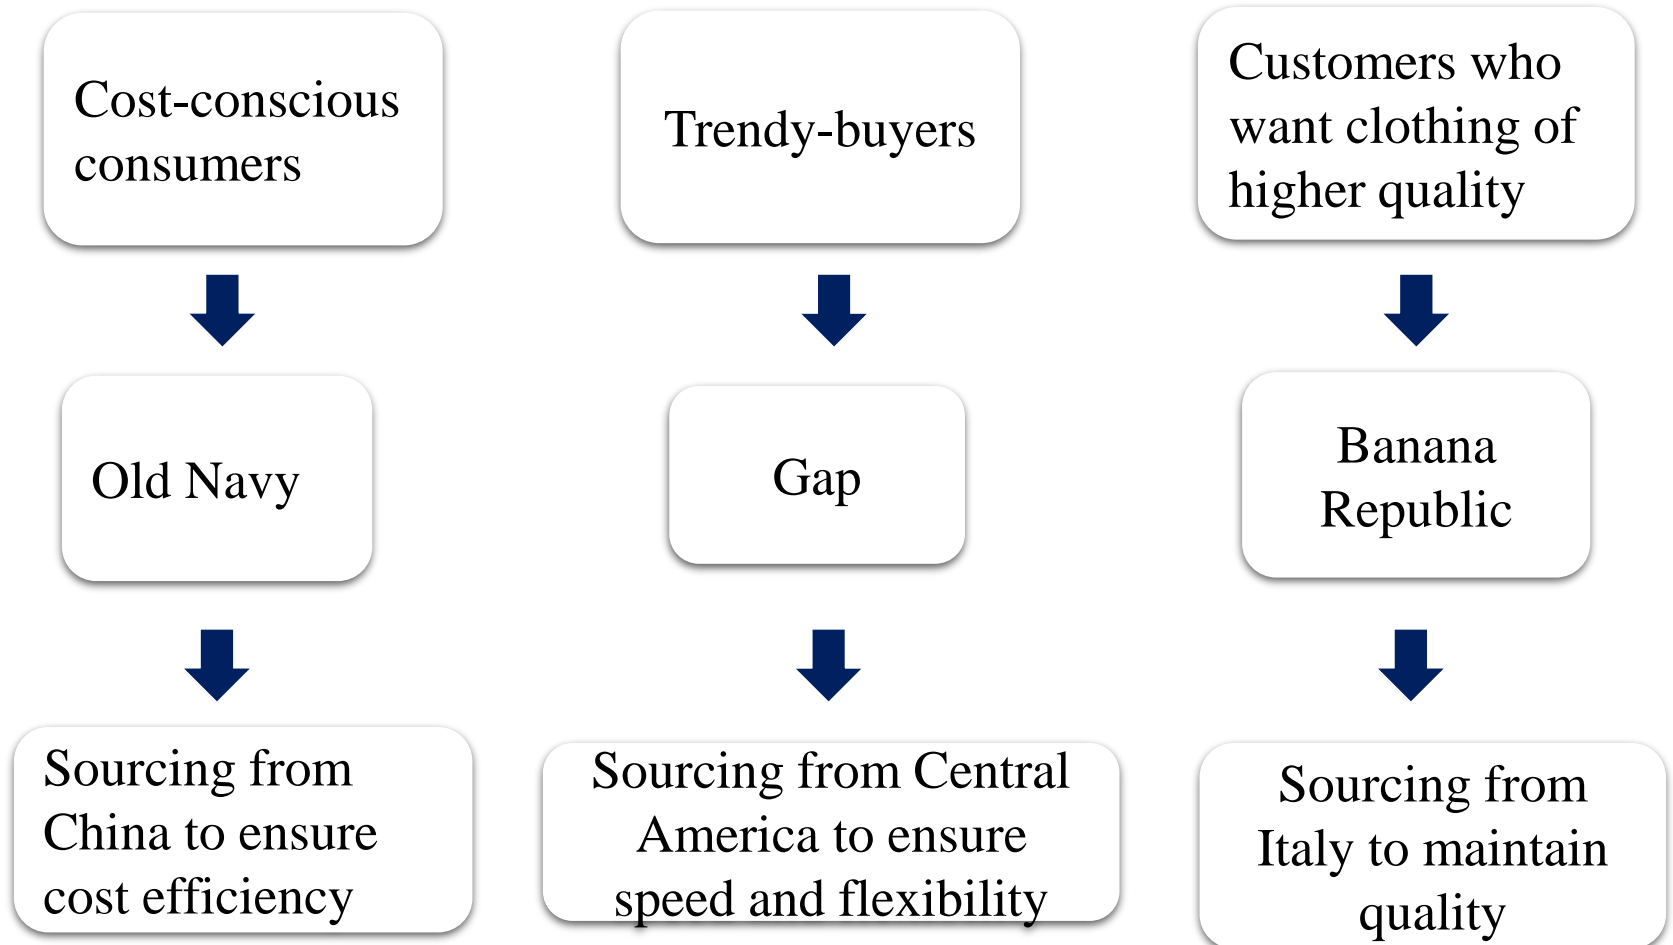 Cost-conscious
consumers
Trendy-buyers
Customers who
want clothing of
higher quality
Old Navy
Gap
Banana
Republic
Sourcing from
China to ensure
cost efficiency
Sourcing from Central
America to ensure
speed and flexibility
Sourcing from
Italy to maintain
quality